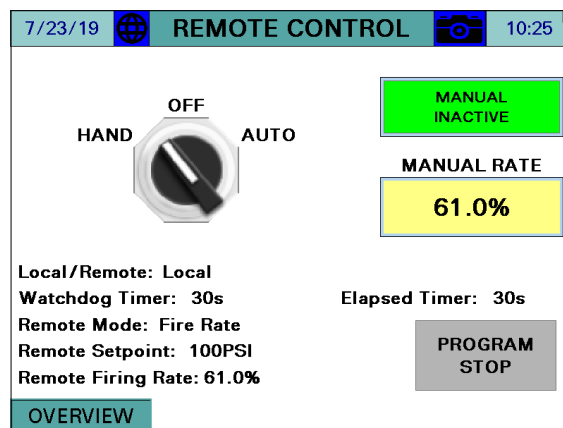 7/23/19 REMOTE CONTROL 10:25
OFF
HAND AUTO
MANUAL
INACTIVE
MANUAL RATE
61.0%
Local/Remote: Local
Watchdog Timer: 30s Elapsed Timer: 30s
Remote Mode: Fire Rate
Remote Setpoint: 100PSI
Remote Firing Rate: 61.0%
PROGRAM
STOP
OVERVIEW